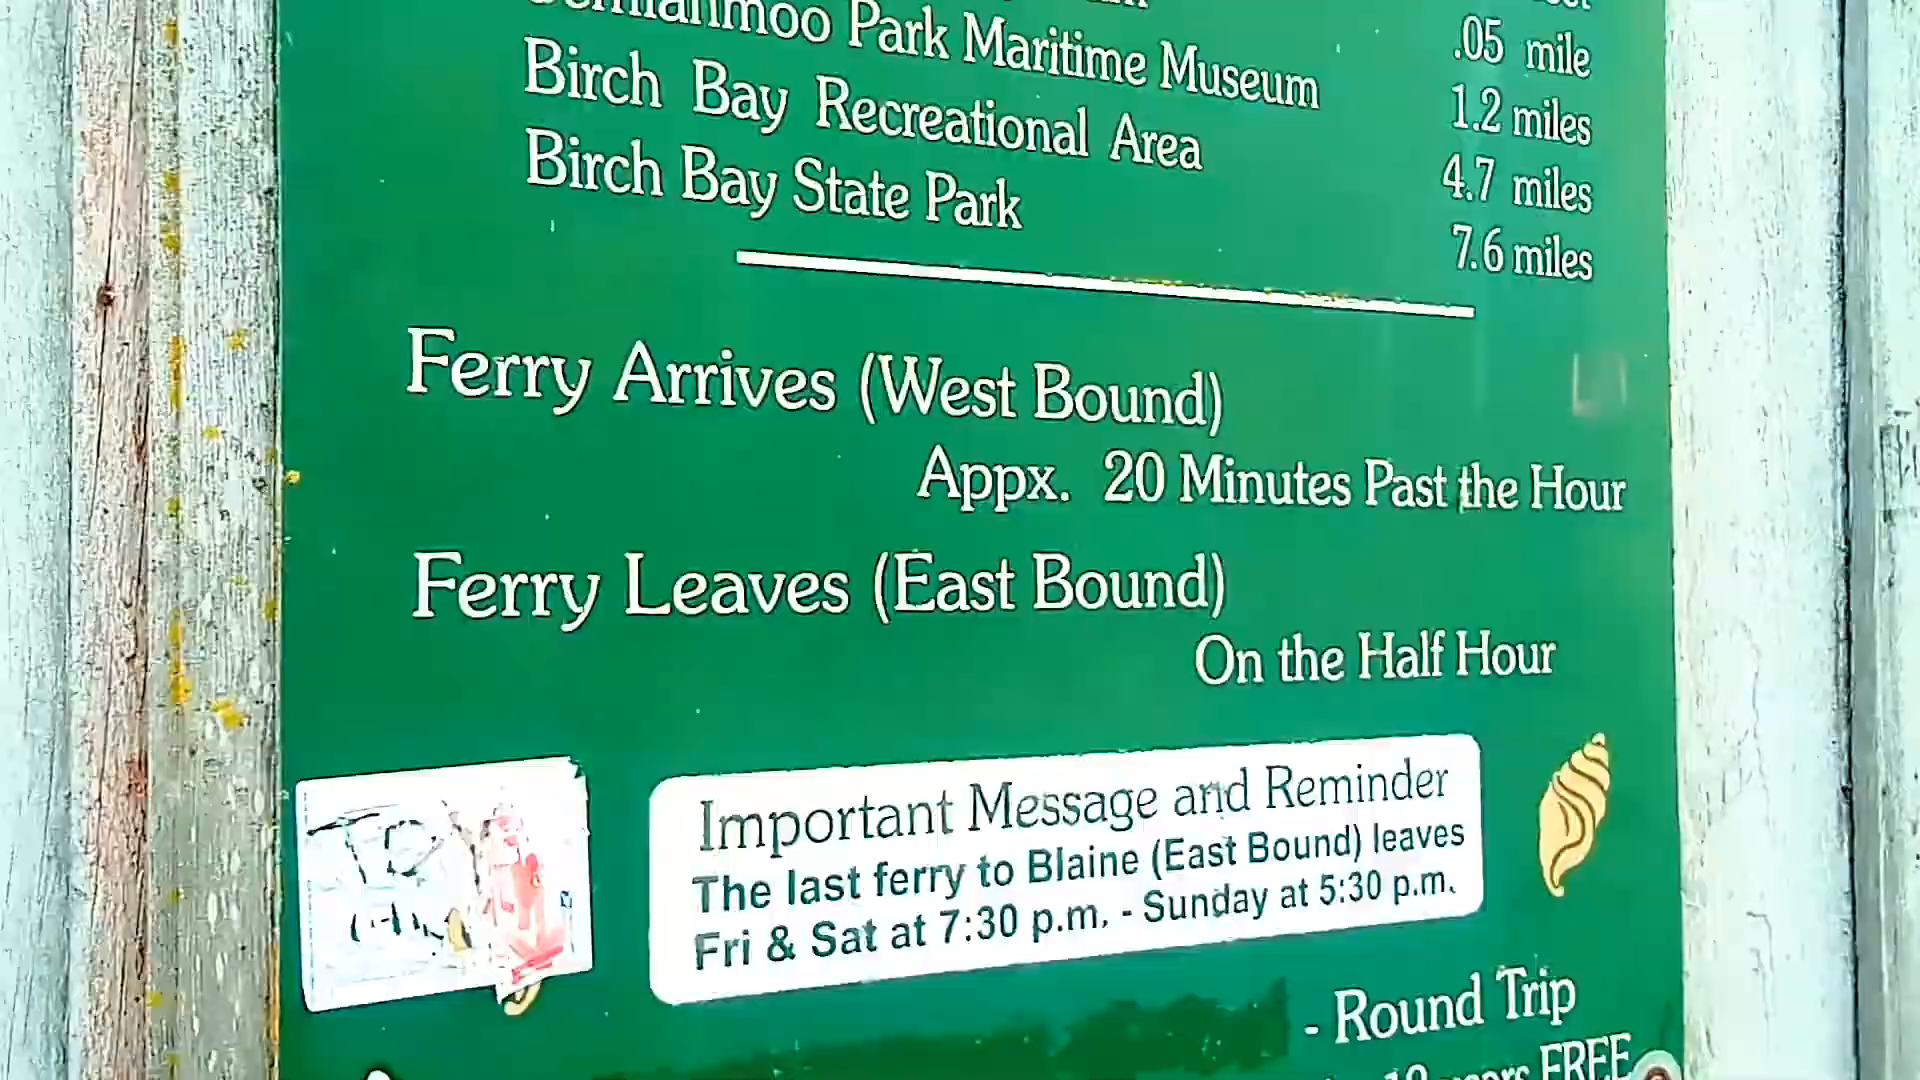 Park Maritime Museum
.05 mile
Birch Bay Recreational Area
1.2 miles
Birch Bay State Park
4.7 miles
7.6 miles
Ferry Arrives (West Bound)
Appx. 20 Minutes Past the Hour
Ferry Leaves (East Bound)
On the Half Hour
Important Message and Reminder
The last ferry to Blaine (East Bound) leaves
Fri & Sat at 7:30 p.m. - Sunday at 5:30 p.m.
- Round Trip
FREE